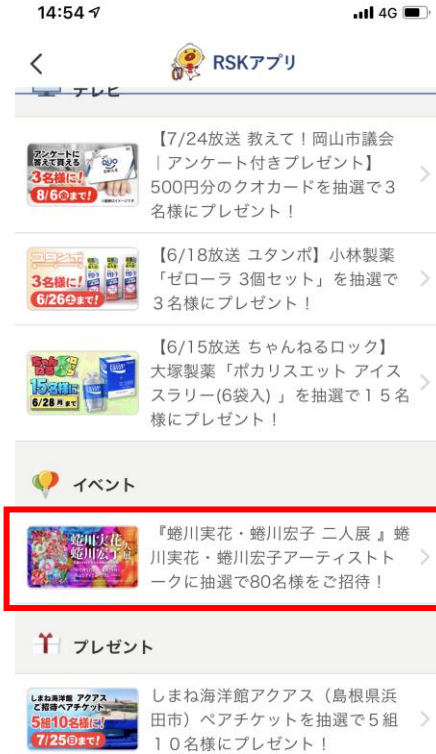 14:54
4G
RSKアプリ
テレビ
アンケートに
答えて貰える
QUO
3名様に!
8/6㊎まで!
【7/24放送 教えて!岡山市議会
|アンケート付きプレゼント】
500円分のクオカードを抽選で3
名様にプレゼント!
ユタンポ
3名様に!
6/26㊏まで!
【6/18放送 ユタンポ】小林製薬
「ゼローラ 3個セット」を抽選で
3名様にプレゼント!
15名様に
6/28月まで
【6/15放送 ちゃんねるロック】
大塚製薬「ポカリスエット アイス
スラリー(6袋入) 」を抽選で15名
様にプレゼント!
イベント
蜷川実花
蜷川宏子
『蜷川実花・蜷川宏子 二人展 』蜷
川実花・蜷川宏子アーティストト
ークに抽選で80名様をご招待!
プレゼント
しまね海洋館 アクアス
ご招待ペアチケット
5組10名様に!
7/25㊐まで!
しまね海洋館アクアス(島根県浜
田市)ペアチケットを抽選で5組
10名様にプレゼント!